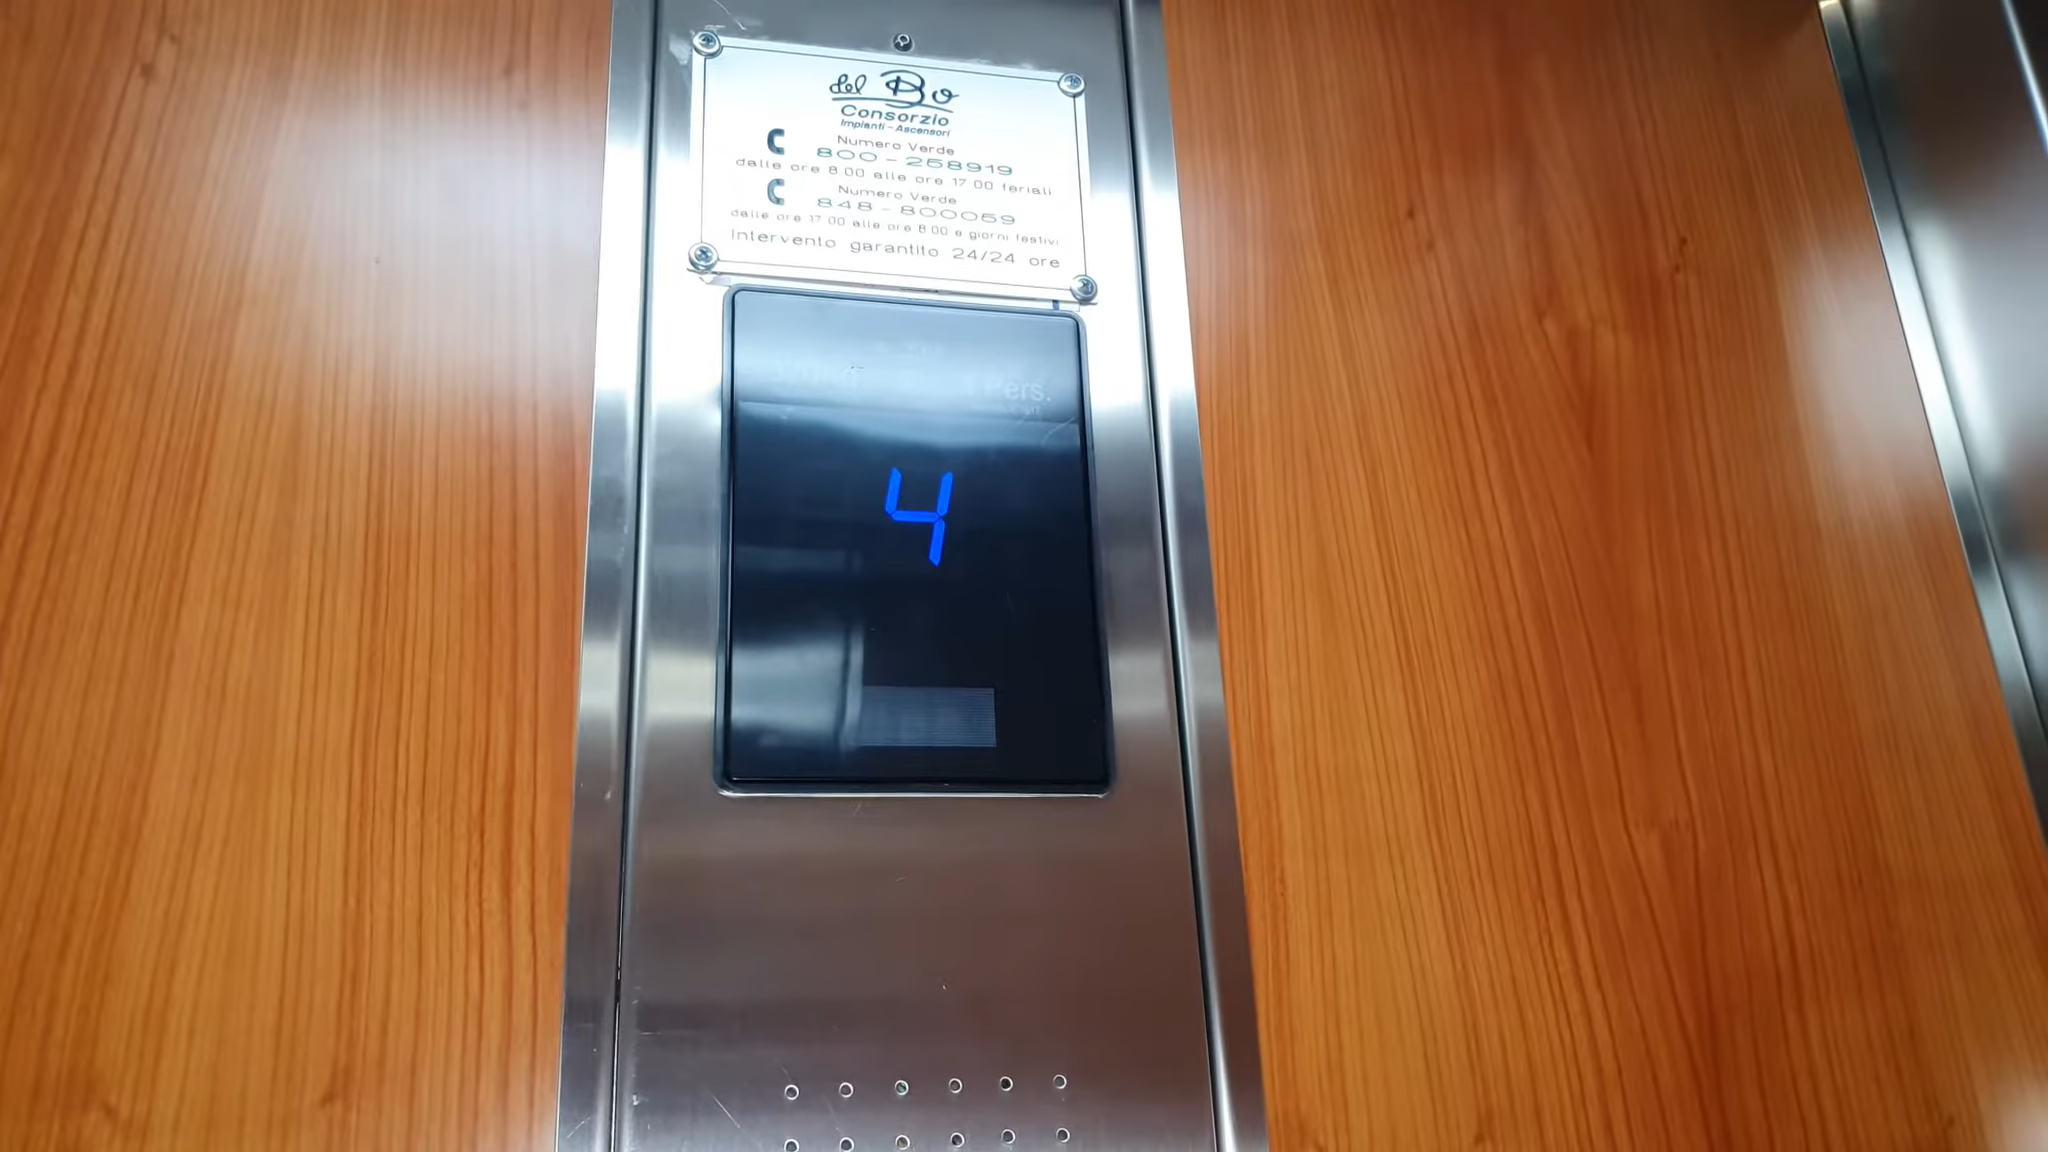 del Bo
Consorzio
Impianti - Ascensori
Numero Verde
800 - 258919
dalle ore 8.00 alle ore 17.00 feriali
Numero Verde
848 - 800059
dalle ore 17.00 alle ore 8.00 e giorni festivi
Intervento garantito 24/24 ore
Pers.
4